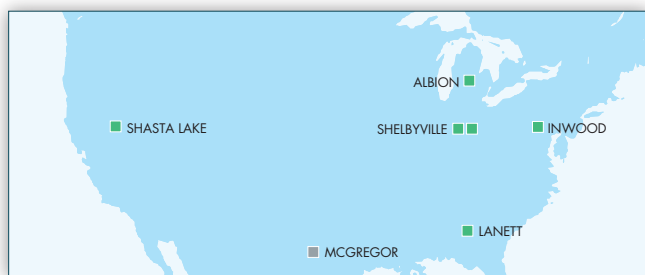 ALBION
SHASTA LAKE
SHELBYVILLE
INWOOD
LANETT
MCGREGOR